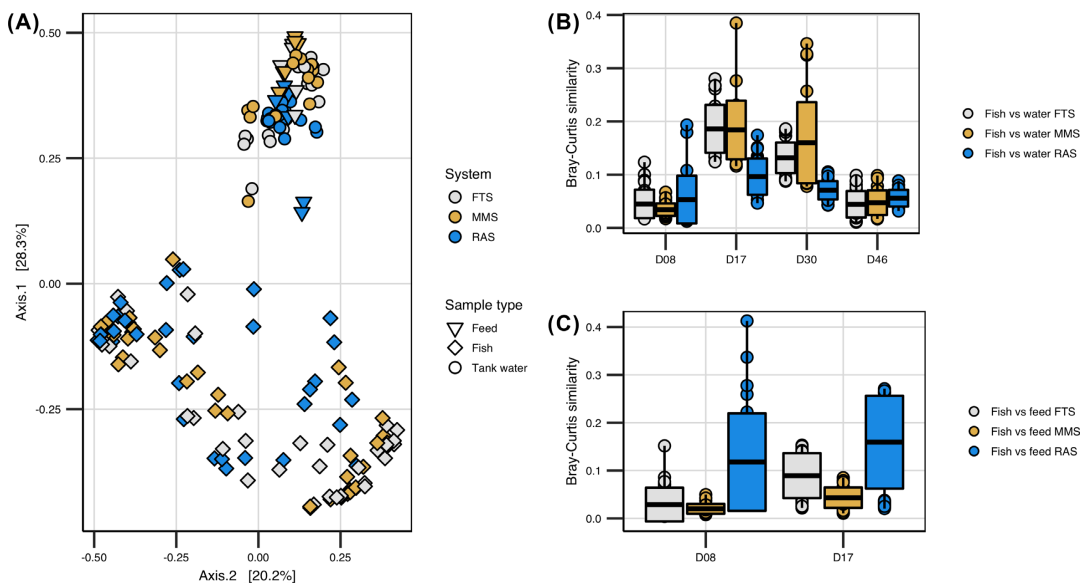 (A)
0.50
0.25
0.00
-0.25
-0.50
-0.25
0.00
0.25
Axis.1 [28.3%]
Axis.2 [20.2%]
System
FTS
MMS
RAS
Sample type
Feed
Fish
Tank water
(B)
0.4
0.3
0.2
0.1
0.0
Bray-Curtis similarity
D08
D17
D30
D46
Fish vs water FTS
Fish vs water MMS
Fish vs water RAS
(C)
0.4
0.3
0.2
0.1
0.0
Bray-Curtis similarity
D08
D17
Fish vs feed FTS
Fish vs feed MMS
Fish vs feed RAS